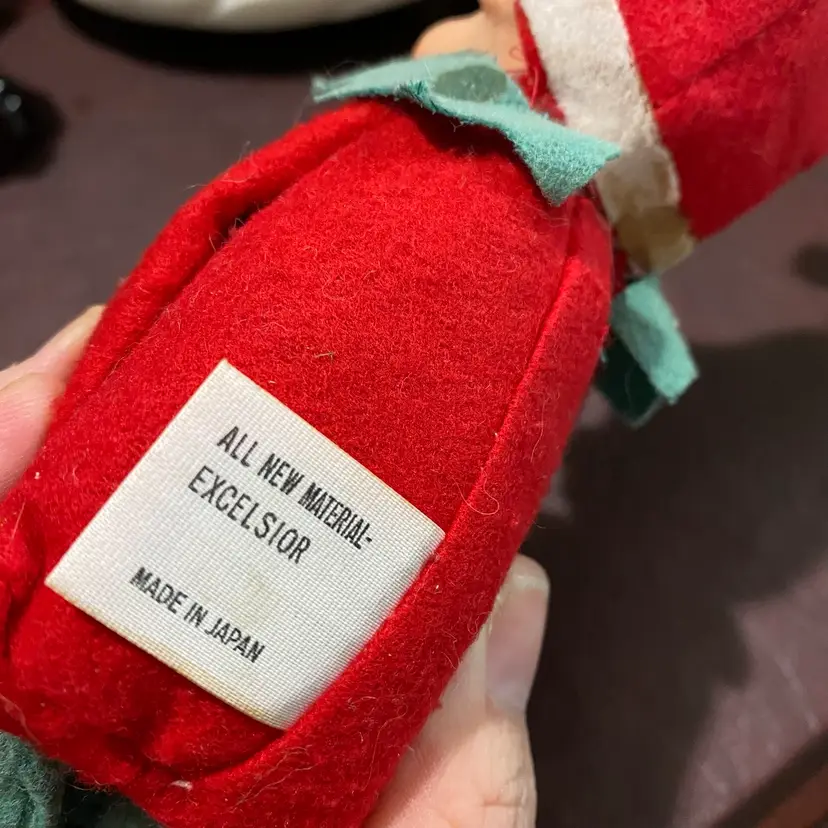 ALL NEW MATERIAL-
EXCELSIOR
MADE IN JAPAN